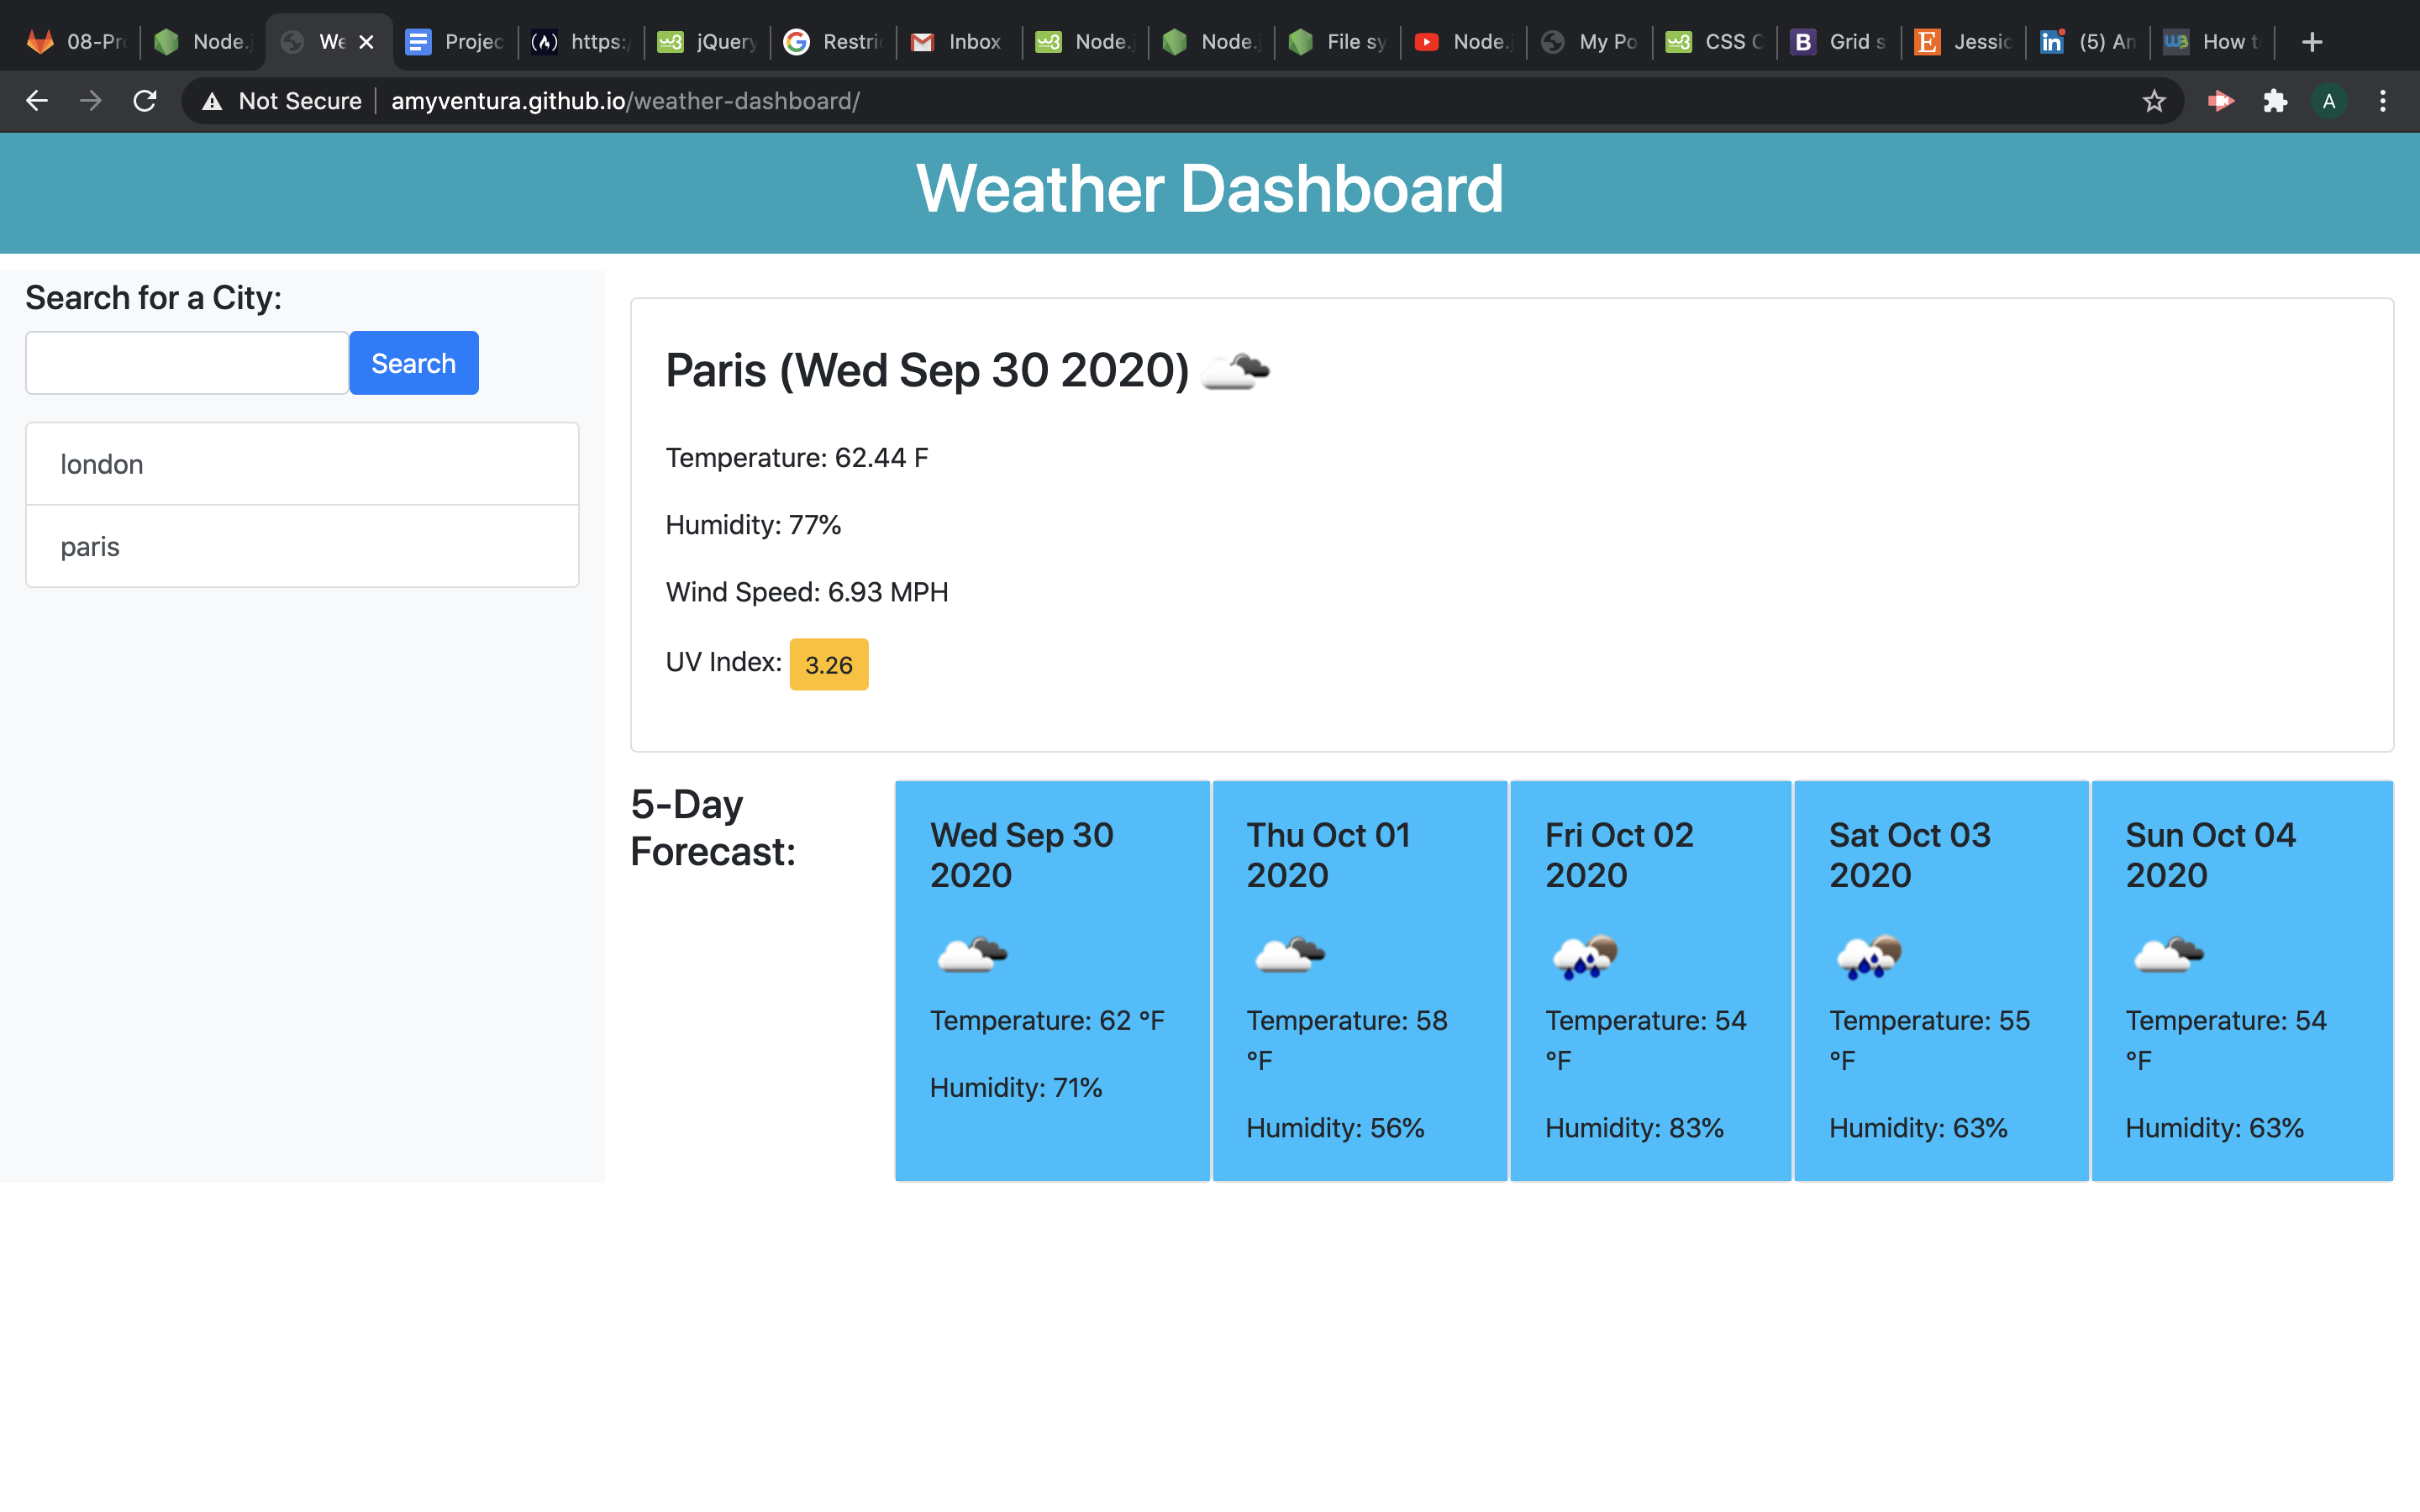 08-Pr Node. We Projec https:/ jQuery Restri Inbox Node. Node. File sy Node. My Po CSS C Grid s Jessic (5) An How t
Not Secure amyventura.github.io/weather-dashboard/ A
Weather Dashboard
Search for a City:
Search
london
paris
Paris (Wed Sep 30 2020)
Temperature: 62.44 F
Humidity: 77%
Wind Speed: 6.93 MPH
UV Index: 3.26
5-Day
Forecast:
Wed Sep 30
2020
Temperature: 62 °F
Humidity: 71%
Thu Oct 01
2020
Temperature: 58
°F
Humidity: 56%
Fri Oct 02
2020
Temperature: 54
°F
Humidity: 83%
Sat Oct 03
2020
Temperature: 55
°F
Humidity: 63%
Sun Oct 04
2020
Temperature: 54
°F
Humidity: 63%